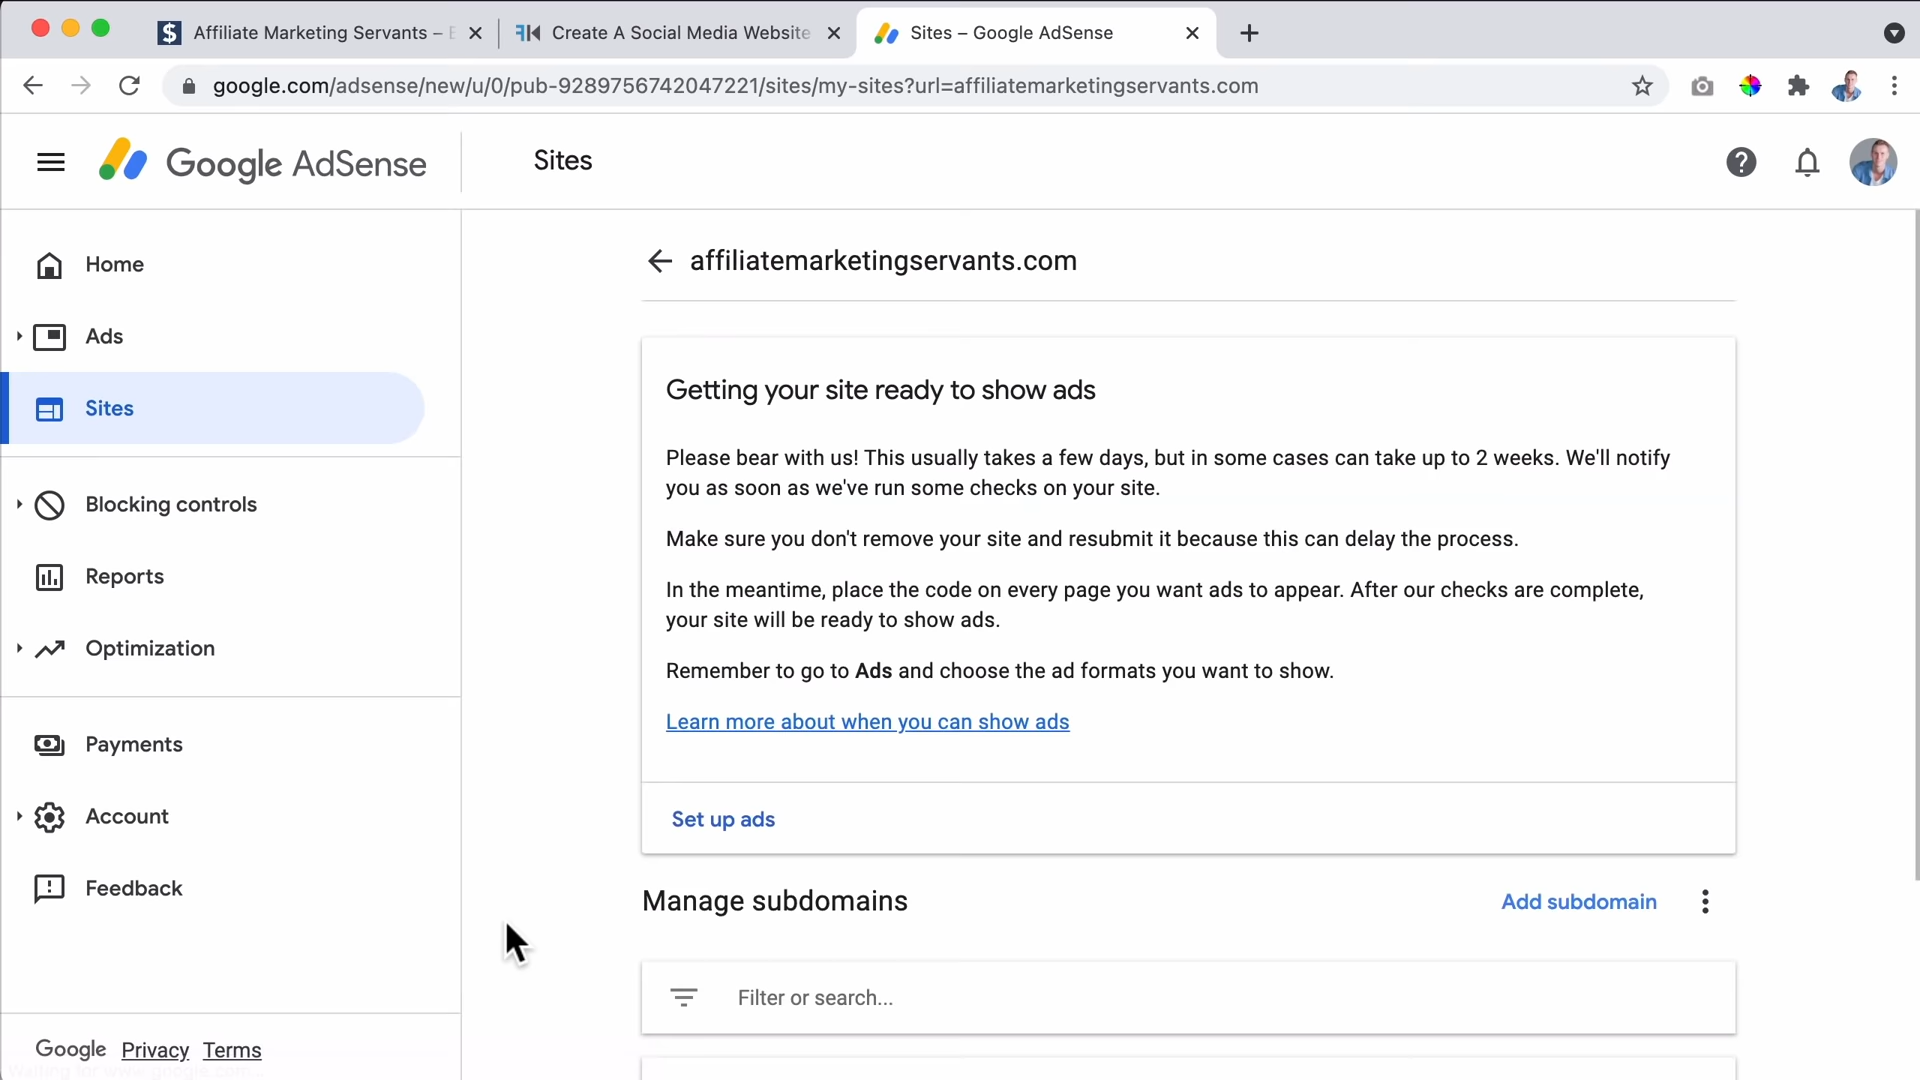 Affiliate Marketing Servants –
Create A Social Media Website
Sites – Google AdSense
google.com/adsense/new/u/0/pub-9289756742047221/sites/my-sites?url=affiliatemarketingservants.com
Google AdSense
Sites
Home
Ads
Sites
Blocking controls
Reports
Optimization
Payments
Account
Feedback
Google Privacy Terms
Waiting for www.google.com...
affiliatemarketingservants.com
Getting your site ready to show ads
Please bear with us! This usually takes a few days, but in some cases can take up to 2 weeks. We'll notify
you as soon as we've run some checks on your site.
Make sure you don't remove your site and resubmit it because this can delay the process.
In the meantime, place the code on every page you want ads to appear. After our checks are complete,
your site will be ready to show ads.
Remember to go to Ads and choose the ad formats you want to show.
Learn more about when you can show ads
Set up ads
Manage subdomains
Add subdomain
Filter or search...